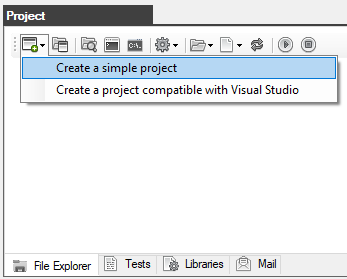 Project
Create a simple project
Create a project compatible with Visual Studio
File Explorer Tests Libraries Mail